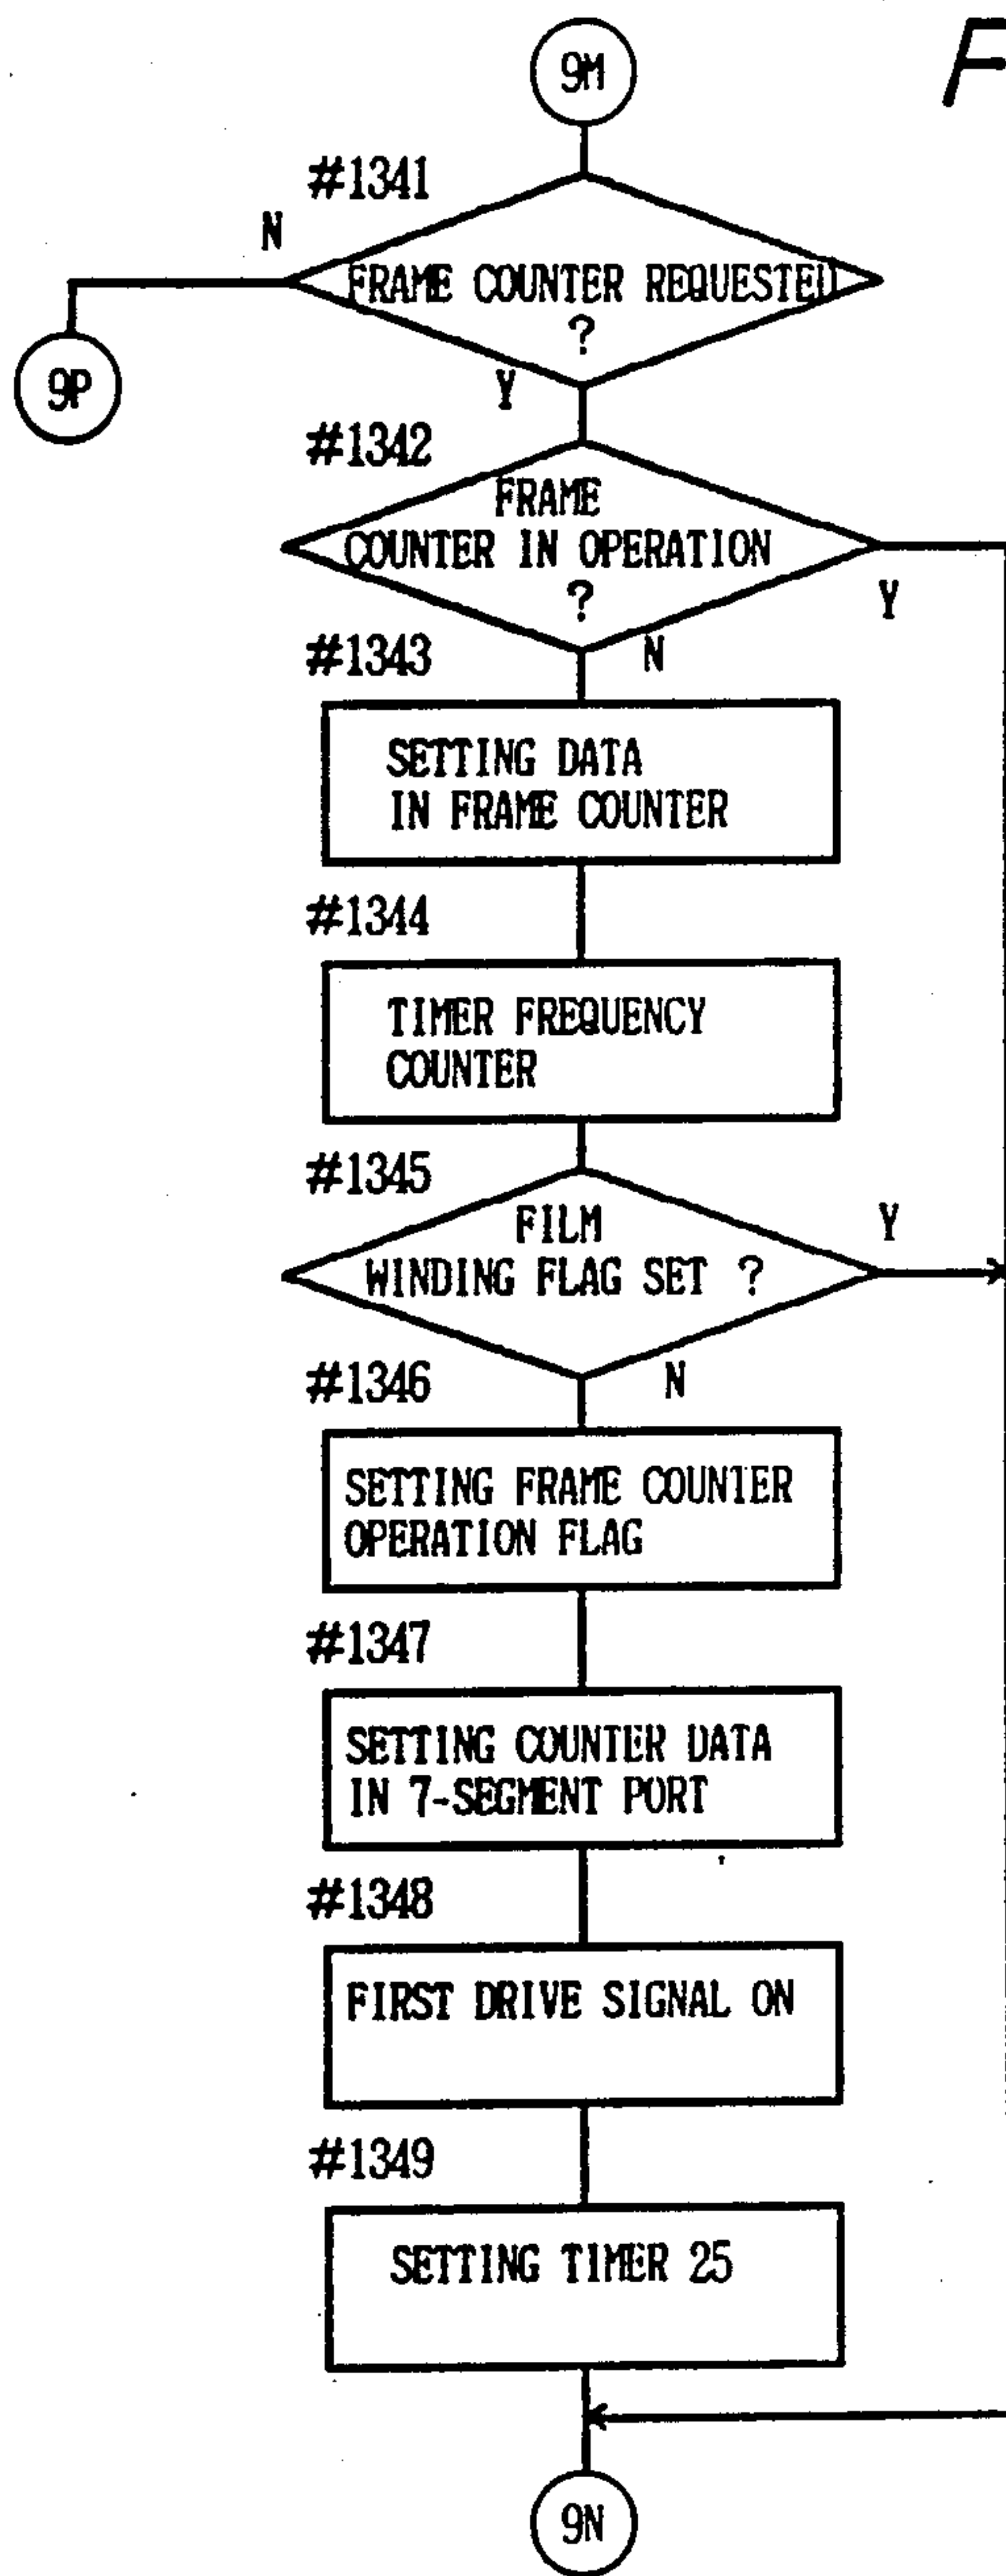 9M
F
#1341
N
FRAME COUNTER REQUESTED
?
9P
Y
#1342
FRAME
COUNTER IN OPERATION
?
Y
#1343
N
SETTING DATA
IN FRAME COUNTER
#1344
TIMER FREQUENCY
COUNTER
#1345
FILM
Y
WINDING FLAG SET ?
#1346
N
SETTING FRAME COUNTER
OPERATION FLAG
#1347
SETTING COUNTER DATA
IN 7-SEGMENT PORT
#1348
FIRST DRIVE SIGNAL ON
#1349
SETTING TIMER 25
9N